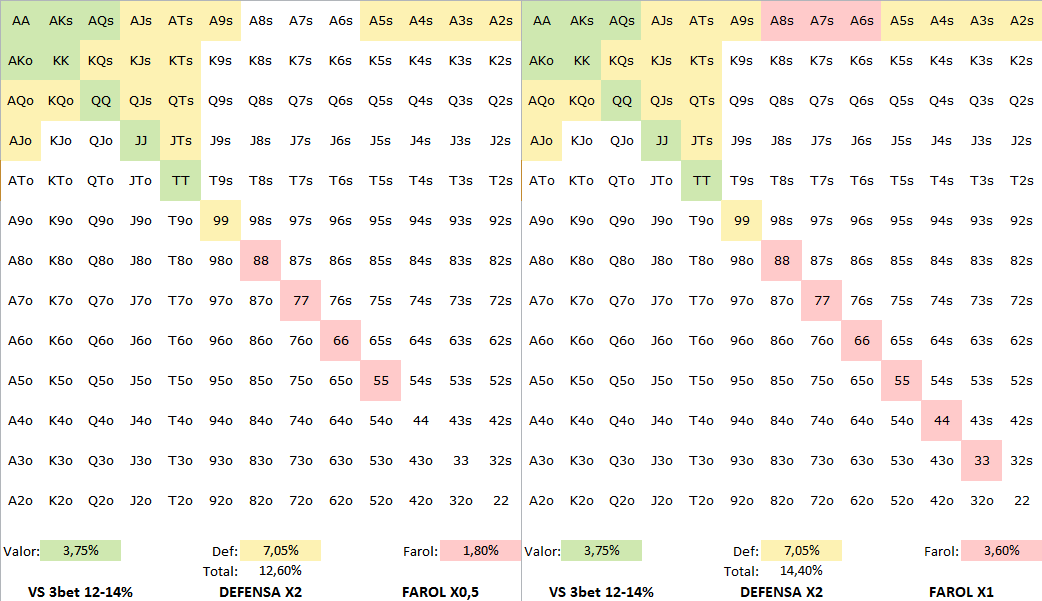 AA AKs AQs AJs ATs A9s A8s A7s A6s A5s A4s A3s A2s AA AKs AQs AJs ATs A9s A8s A7s A6s A5s A4s A3s A2s
AKo KK KQs KJs KTs K9s K8s K7s K6s K5s K4s K3s K2s AKo KK KQs KJs KTs K9s K8s K7s K6s K5s K4s K3s K2s
AQo KQo QQ QJs QTs Q9s Q8s Q7s Q6s Q5s Q4s Q3s Q2s AQo KQo QQ QJs QTs Q9s Q8s Q7s Q6s Q5s Q4s Q3s Q2s
AJo KJo QJo JJ JTs J9s J8s J7s J6s J5s J4s J3s J2s AJo KJo QJo JJ JTs J9s J8s J7s J6s J5s J4s J3s J2s
ATo KTo QTo JTo TT T9s T8s T7s T6s T5s T4s T3s T2s ATo KTo QTo JTo TT T9s T8s T7s T6s T5s T4s T3s T2s
A9o K9o Q9o J9o T9o 99 98s 97s 96s 95s 94s 93s 92s A9o K9o Q9o J9o T9o 99 98s 97s 96s 95s 94s 93s 92s
A8o K8o Q8o J8o T8o 98o 88 87s 86s 85s 84s 83s 82s A8o K8o Q8o J8o T8o 98o 88 87s 86s 85s 84s 83s 82s
A7o K7o Q7o J7o T7o 97o 87o 77 76s 75s 74s 73s 72s A7o K7o Q7o J7o T7o 97o 87o 77 76s 75s 74s 73s 72s
A6o K6o Q6o J6o T6o 96o 86o 76o 66 65s 64s 63s 62s A6o K6o Q6o J6o T6o 96o 86o 76o 66 65s 64s 63s 62s
A5o K5o Q5o J5o T5o 95o 85o 75o 65o 55 54s 53s 52s A5o K5o Q5o J5o T5o 95o 85o 75o 65o 55 54s 53s 52s
A4o K4o Q4o J4o T4o 94o 84o 74o 64o 54o 44 43s 42s A4o K4o Q4o J4o T4o 94o 84o 74o 64o 54o 44 43s 42s
A3o K3o Q3o J3o T3o 93o 83o 73o 63o 53o 43o 33 32s A3o K3o Q3o J3o T3o 93o 83o 73o 63o 53o 43o 33 32s
A2o K2o Q2o J2o T2o 92o 82o 72o 62o 52o 42o 32o 22 A2o K2o Q2o J2o T2o 92o 82o 72o 62o 52o 42o 32o 22
Valor: 3,75% Def: 7,05% Farol: 1,80% Valor: 3,75% Def: 7,05% Farol: 3,60%
Total: 12,60% Total: 14,40%
VS 3bet 12-14% DEFENSA X2 FAROL X0,5 VS 3bet 12-14% DEFENSA X2 FAROL X1